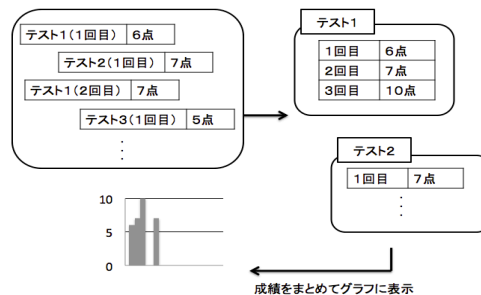 テスト1(1回目) 6点
テスト2(1回目) 7点
テスト1(2回目) 7点
テスト3(1回目) 5点
⋮
テスト1
1回目 6点
2回目 7点
3回目 10点
テスト2
1回目 7点
⋮
10
5
0
成績をまとめてグラフに表示